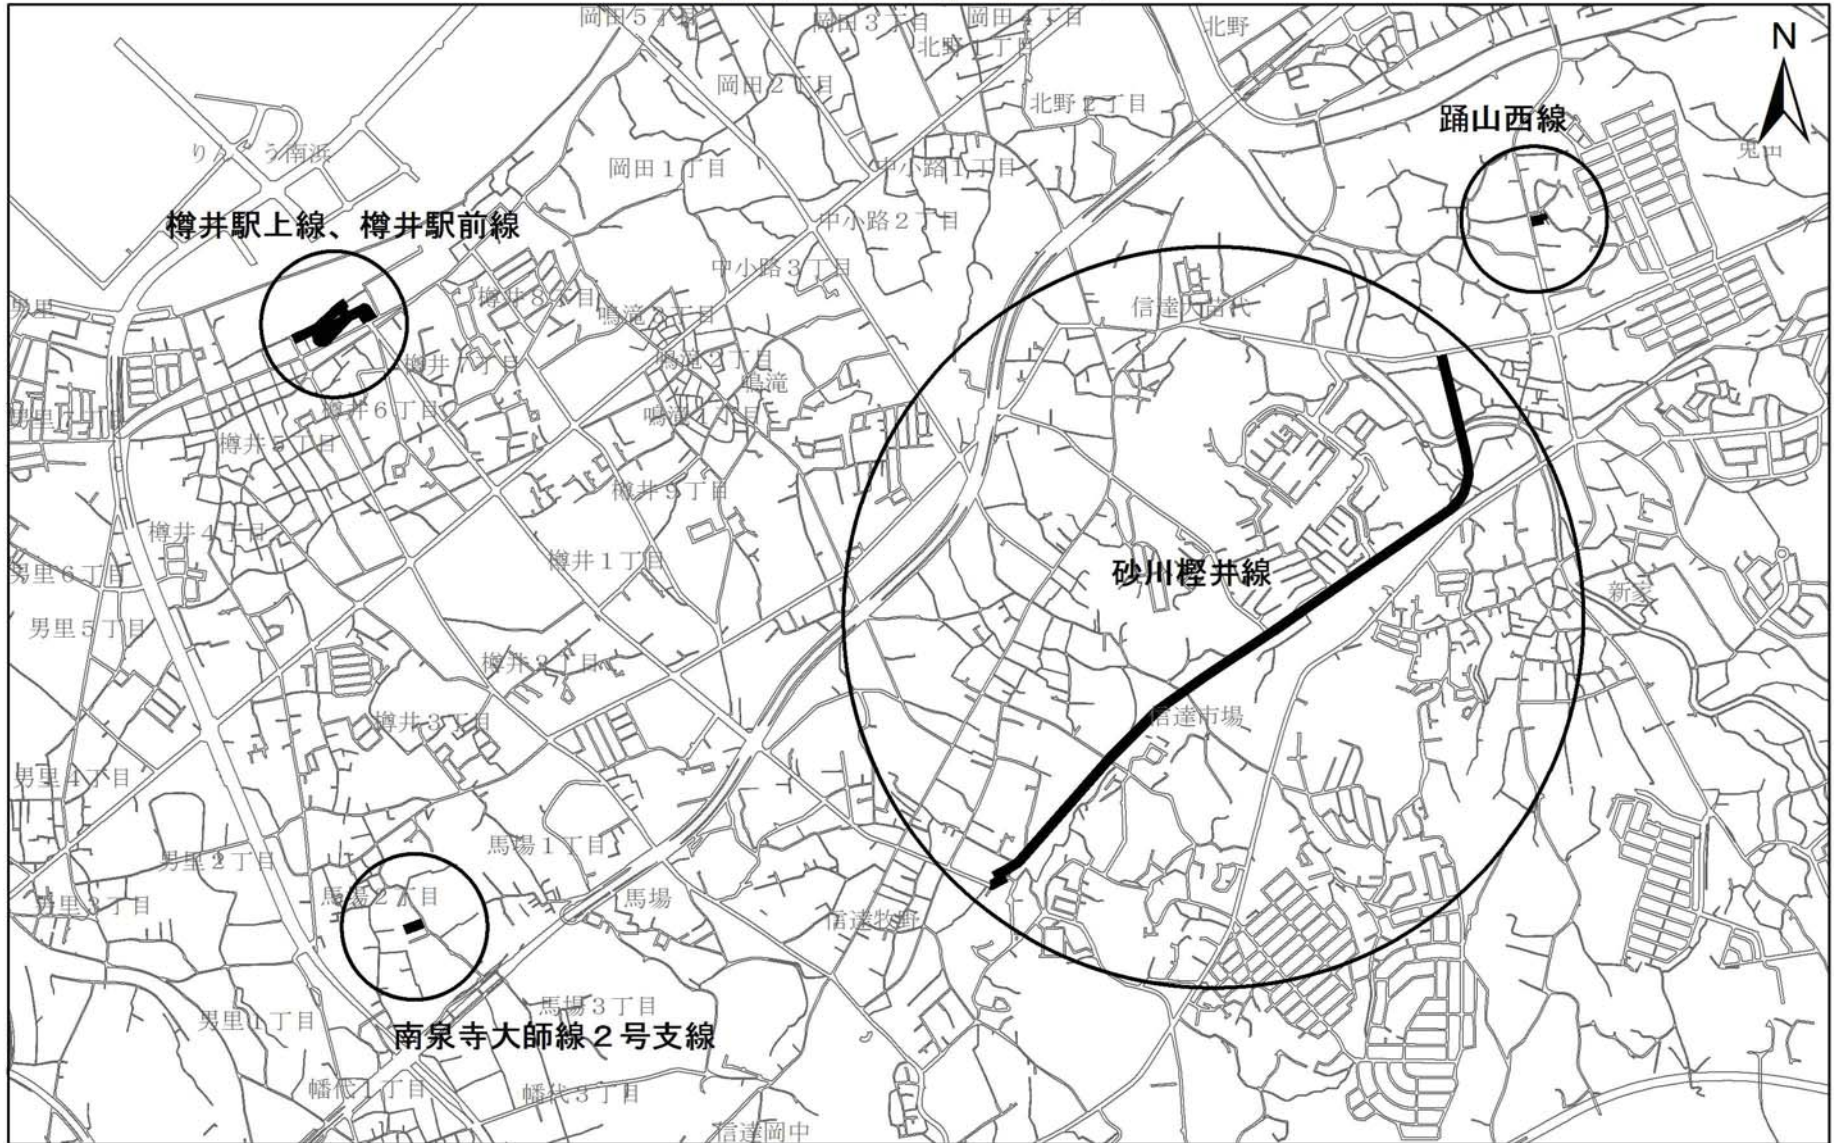 岡田５丁目
岡田３丁目
岡田４丁目
北野
北野１丁目
N
岡田２丁目
北野２丁目
踊山西線
兎田
岡田１丁目
中小路１丁目
樽井駅上線、樽井駅前線
中小路２丁目
中小路３丁目
樽井８丁目
鳴滝３丁目
信達大苗代
男里
樽井７丁目
鳴滝２丁目
鳴滝
樽井６丁目
鳴滝１丁目
樽井５丁目
樽井９丁目
樽井４丁目
樽井１丁目
砂川樫井線
男里６丁目
新家
男里５丁目
樽井２丁目
樽井３丁目
信達市場
男里４丁目
馬場１丁目
男里２丁目
馬場２丁目
馬場
男里３丁目
信達牧野
馬場３丁目
男里１丁目
南泉寺大師線２号支線
幡代１丁目
幡代３丁目
信達岡中